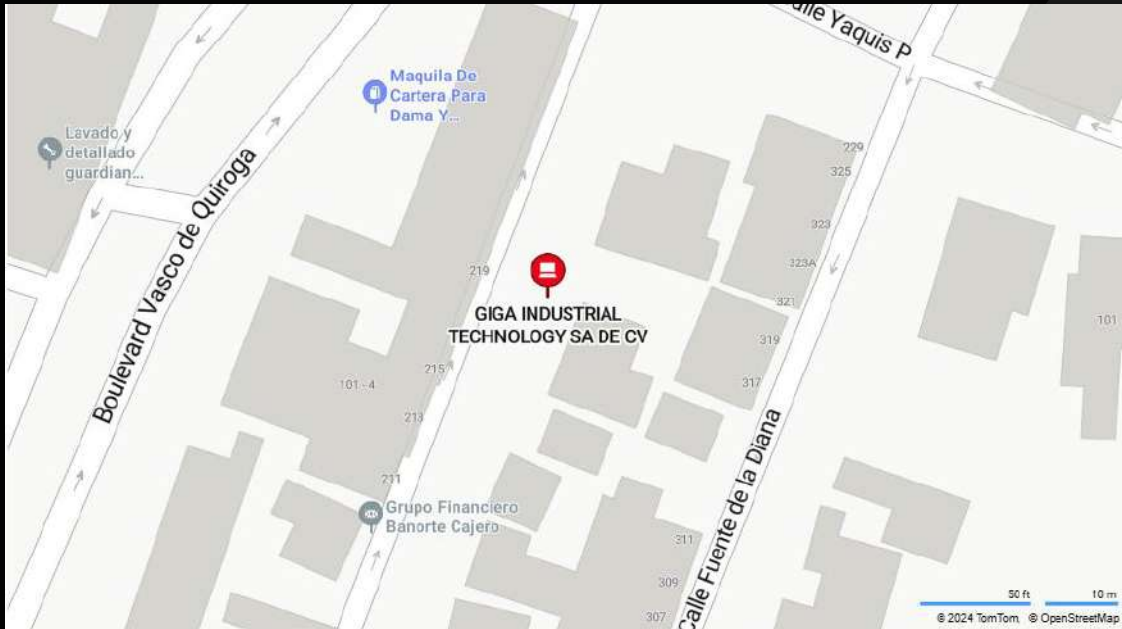 Calle Yaquis P
Maquila De
Cartera Para
Dama Y...
Lavado y
detallado
guardian...
Boulevard Vasco de Quiroga
229
325
323
323A
321
219
GIGA INDUSTRIAL
TECHNOLOGY SA DE CV
319
317
101
215
101 - 4
213
211
Grupo Financiero
Banorte Cajero
Calle Fuente de la Diana
311
309
307
50 ft
10 m
© 2024 TomTom, © OpenStreetMap